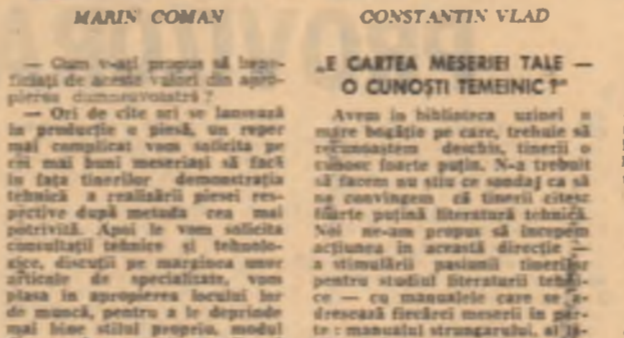 MARIN COMAN
— Cum v-ați propus să bene-
ficiați de aceste valori din apro-
pierea dumneavoastră ?
— Ori de cîte ori se lansează
în producție o piesă, un reper
mai complicat vom solicita pe
cei mai buni meseriași să facă
în fața tinerilor demonstrația
tehnică a realizării piesei res-
pective după metoda cea mai
potrivită. Apoi le vom solicita
consultații tehnice și tehnolo-
gice, discuții pe marginea unor
articole de specialitate, vom
plasa în apropierea locului lor
de muncă, pentru a le deprinde
mai bine stilul propriu, modul
CONSTANTIN VLAD
„E CARTEA MESERIEI TALE —
O CUNOȘTI TEMEINIC ?"
Avem în biblioteca uzinei o
mare bogăție pe care, trebuie să
recunoaștem deschis, tinerii o
cunosc foarte puțin. N-a trebuit
să facem nu știu ce sondaj ca să
ne convingem că tinerii citesc
foarte puțină literatură tehnică.
Noi ne-am propus să începem
acțiunea în această direcție —
a stimulării pasiunii tinerilor
pentru studiul literaturii tehni-
ce — cu manualele care se a-
dresează fiecărei meserii în par-
te : manualul strungarului, al